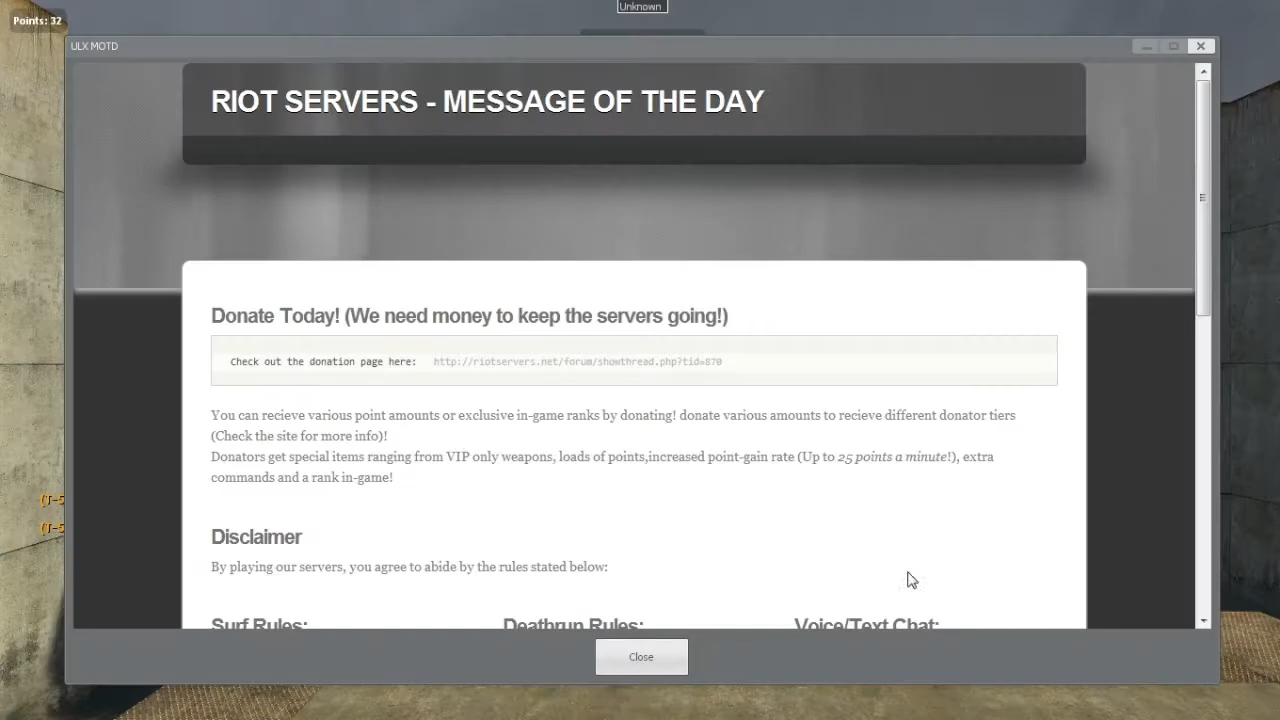 Points: 32
Unknown
ULX MOTD
RIOT SERVERS - MESSAGE OF THE DAY
Donate Today! (We need money to keep the servers going!)
Check out the donation page here: http://riotservers.net/forum/showthread.php?tid=870
You can recieve various point amounts or exclusive in-game ranks by donating! donate various amounts to recieve different donator tiers
(Check the site for more info)!
Donators get special items ranging from VIP only weapons, loads of points,increased point-gain rate (Up to 25 points a minute!), extra
commands and a rank in-game!
(T-5
(T-5
Disclaimer
By playing our servers, you agree to abide by the rules stated below:
Surf Rules: Deathrun Rules: Voice/Text Chat:
Close